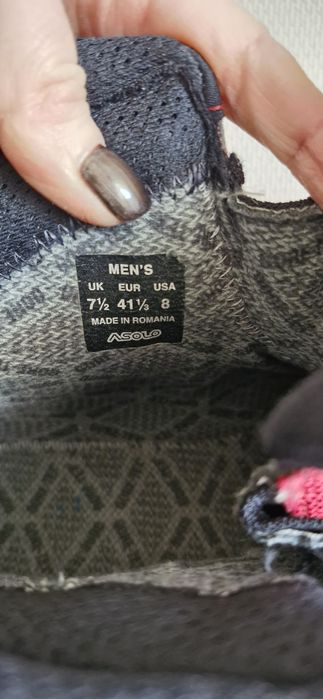 MEN'S
UK EUR USA
7½ 41⅓ 8
MADE IN ROMANIA
ASOLO